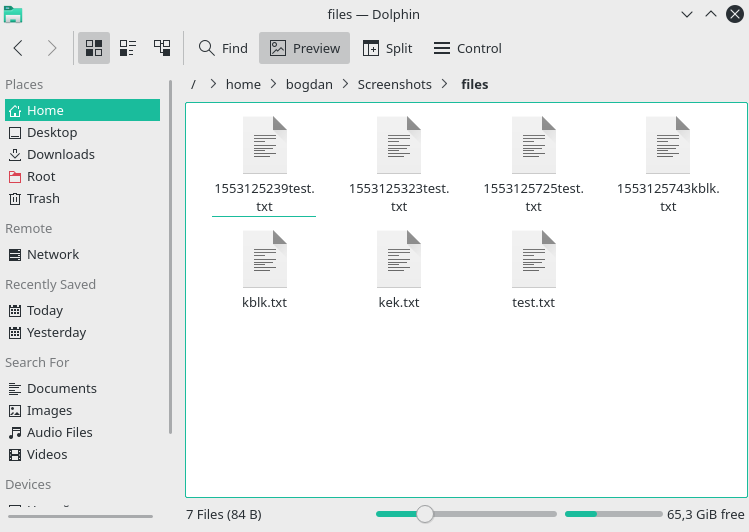 files — Dolphin
Find
Preview
Split
Control
Places
Home
Desktop
Downloads
Root
Trash
Remote
Network
Recently Saved
Today
Yesterday
Search For
Documents
Images
Audio Files
Videos
Devices
/ > home > bogdan > Screenshots > files
1553125239test.
txt
1553125323test.
txt
1553125725test.
txt
1553125743kblk.
txt
kblk.txt
kek.txt
test.txt
7 Files (84 B)
65,3 GiB free